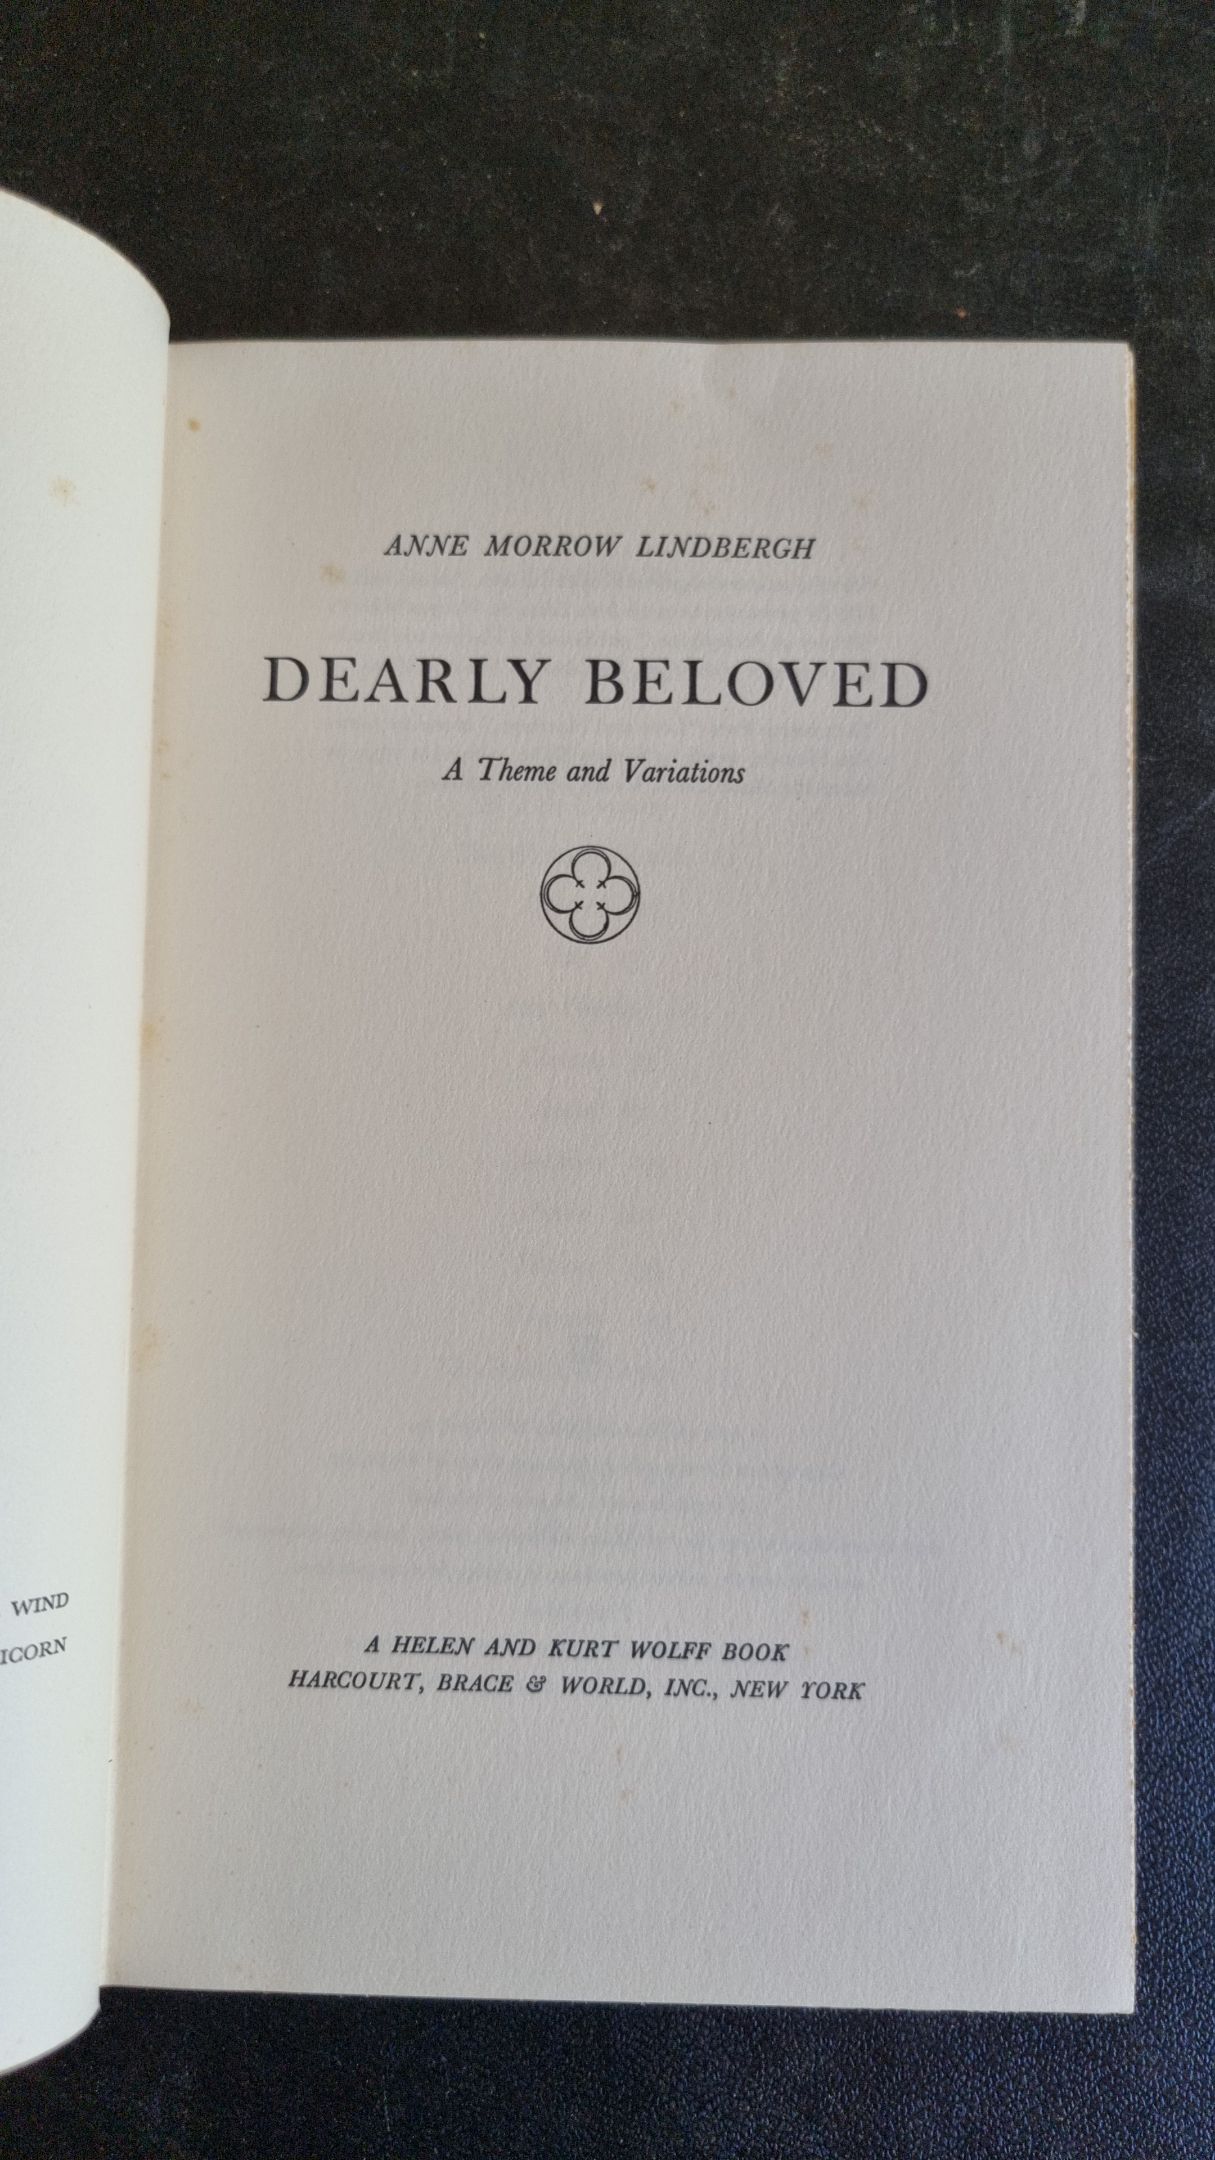 WIND
ICORN
ANNE MORROW LINDBERGH
DEARLY BELOVED
A Theme and Variations
A HELEN AND KURT WOLFF BOOK
HARCOURT, BRACE & WORLD, INC., NEW YORK